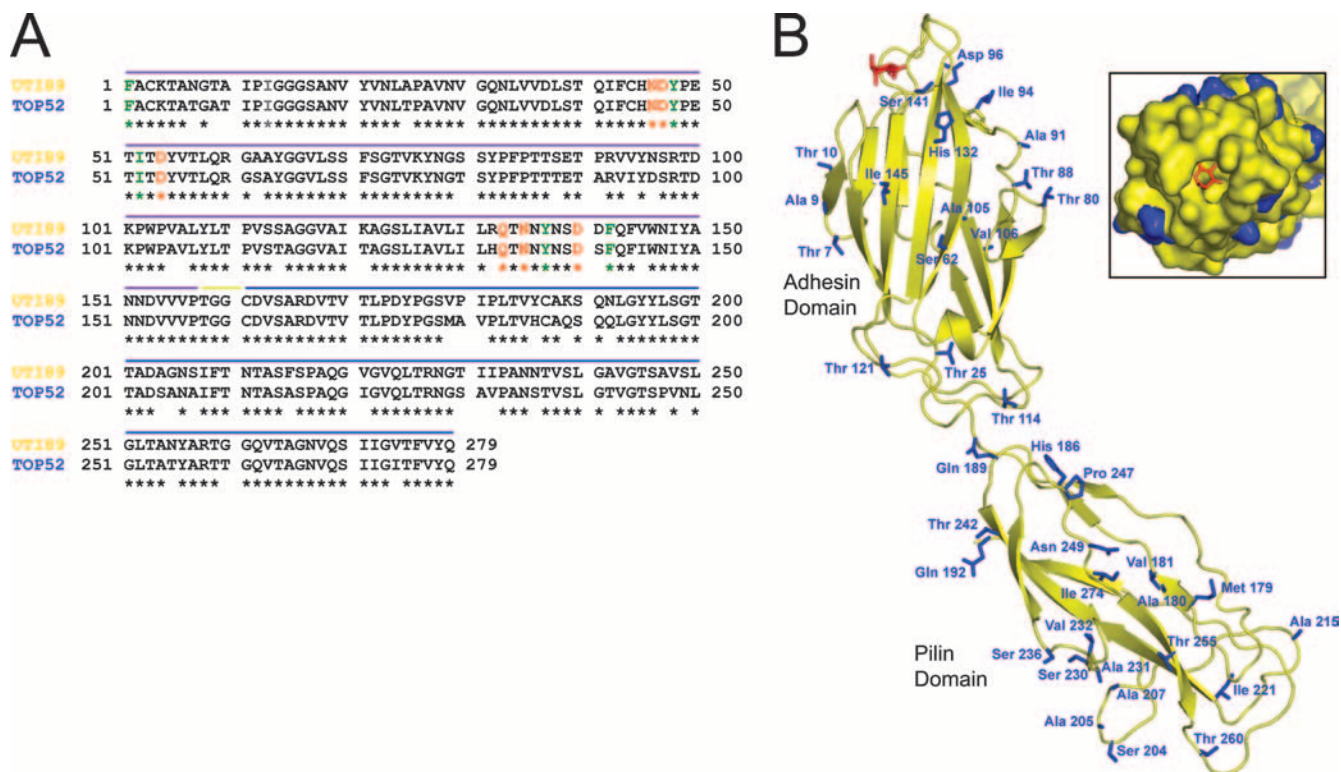 A
UTI89 1 FACKTANGTA IPIGGGSANV YVNLAPAVNV GQNLVVDLST QIFCHNDYPE 50
TOP52 1 FACKTATGAT IPIGGGSANV YVNLTPAVNV GQNLVVDLST QIFCHNDYPE 50
****** *   ********** **** ***** ********** **********
UTI89 51 TITDYVTLQR GAAYGGVLSS FSGTVKYNGS SYPFPTTSET PRVVYNSRTD 100
TOP52 51 TITDYVTLQR GSAYGGVLSS FSGTVKYNGS SYPFPTTTET ARVIYDSRTD 100
********** * ******** ********** ******* **  ** * ****
UTI89 101 KPWPVALYLT PVSSAGGVAI KAGSLIAVLI LRQTNNYNSD DFQFVWNIYA 150
TOP52 101 KPWPAVLYLT PVSTAGGVAI TAGSLIAVLI LHQTNNYNSD DFQFIWNIYA 150
****  **** *** ******  ********* * ******** **** *****
UTI89 151 NNDVVVPTGG CDVSARDVTV TLPDYPGSVP IPLTVYCAKS QNLGYYLSGT 200
TOP52 151 NNDVVVPTGG CDVSARDVTV TLPDYPGSMA VPLTVHCAQS QQLGYYLSGT 200
********** ********** ********    **** ** * * ********
UTI89 201 TADAGNSIFT NTASFSPAQG VGVQLTRNGT IIPANNTVSL GAVGTSAVSL 250
TOP52 201 TADSANAIFT NTASASPAQG IGVQLTRNGS AVPANSTVSL GTVGTSPVNL 250
***  * *** **** *****  ********    *** **** * **** * *
UTI89 251 GLTANYARTG GQVTAGNVQS IIGVTFVYQ 279
TOP52 251 GLTATYARTT GQVTAGNVQS IIGITFVYQ 279
**** ****  ********** *** *****
B
Asp 96
Ser 141
Ile 94
Ala 91
His 132
Thr 10
Thr 88
Ile 145
Thr 80
Ala 9
Ala 105
Val 106
Thr 7
Ser 62
Adhesin
Domain
Thr 121
Thr 25
Thr 114
His 186
Gln 189
Pro 247
Thr 242
Asn 249
Val 181
Gln 192
Ile 274
Ala 180
Met 179
Ala 215
Val 232
Thr 255
Ser 236
Pilin
Domain
Ser 230
Ala 231
Ile 221
Ala 207
Ala 205
Thr 260
Ser 204